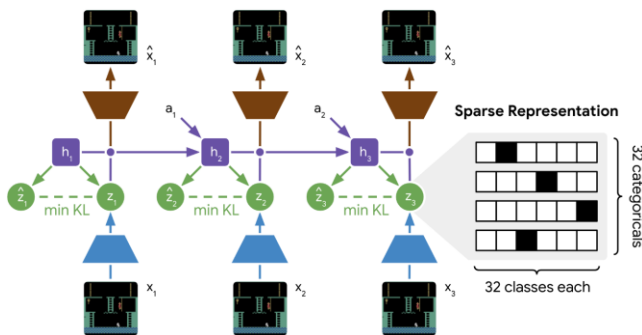 x̂₁
x̂₂
x̂₃
a₁
a₂
Sparse Representation
h₁
h₂
h₃
ẑ₁
z₁
ẑ₂
z₂
ẑ₃
z₃
min KL
min KL
min KL
32 categoricals
32 classes each
x₁
x₂
x₃